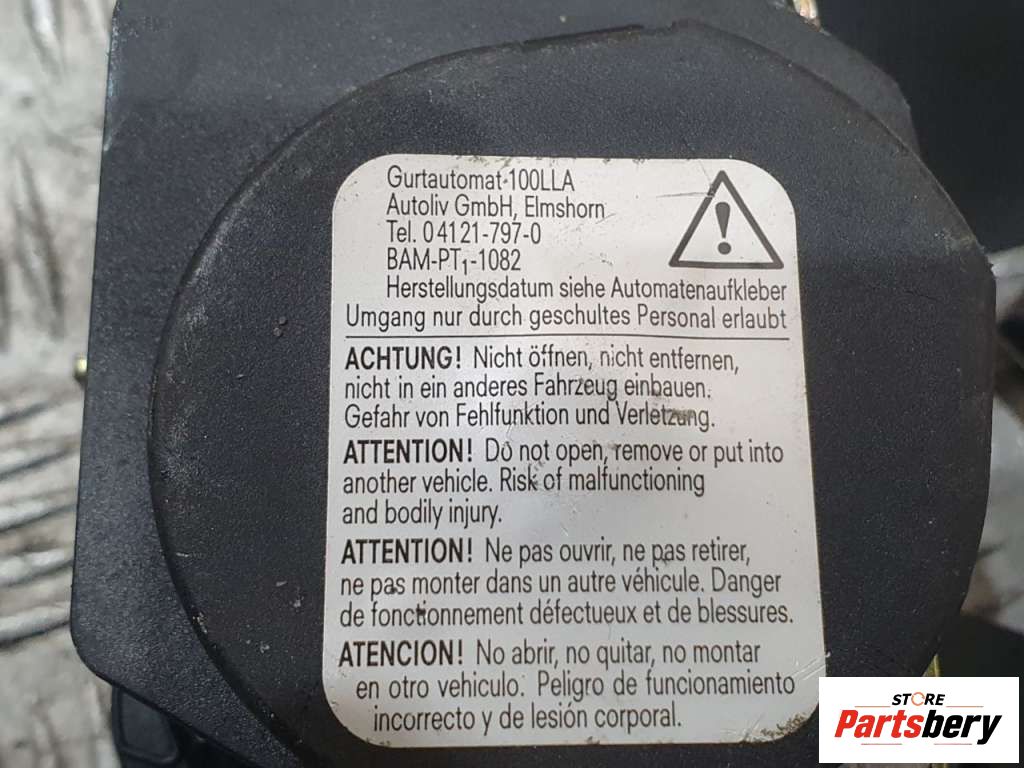 Gurtautomat-100LLA
Autoliv GmbH, Elmshorn
Tel. 04121-797-0
BAM-PT₁-1082
Herstellungsdatum siehe Automatenaufkleber
Umgang nur durch geschultes Personal erlaubt
ACHTUNG! Nicht öffnen, nicht entfernen,
nicht in ein anderes Fahrzeug einbauen.
Gefahr von Fehlfunktion und Verletzung.
ATTENTION! Do not open, remove or put into
another vehicle. Risk of malfunctioning
and bodily injury.
ATTENTION! Ne pas ouvrir, ne pas retirer,
ne pas monter dans un autre véhicule. Danger
de fonctionnement défectueux et de blessures.
ATENCION! No abrir, no quitar, no montar
en otro vehiculo. Peligro de funcionamiento
incorrecto y de lesión corporal.
STORE
Partsbery